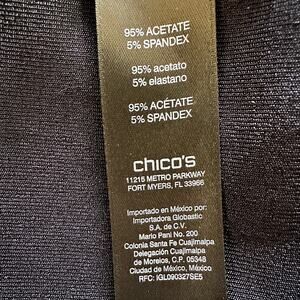 95% ACETATE
5% SPANDEX
95% acetato
5% elastano
95% ACÉTATE
5% SPANDEX
chico's
11215 METRO PARKWAY
FORT MYERS, FL 33966
Importado en México por:
Importadora Globastic
S.A. de C.V.
Mario Pani No. 200
Colonia Santa Fe Cuajimalpa
Delegación Cuajimalpa
de Morelos, C.P. 05348
Ciudad de México, México
RFC: IGL090327SE5